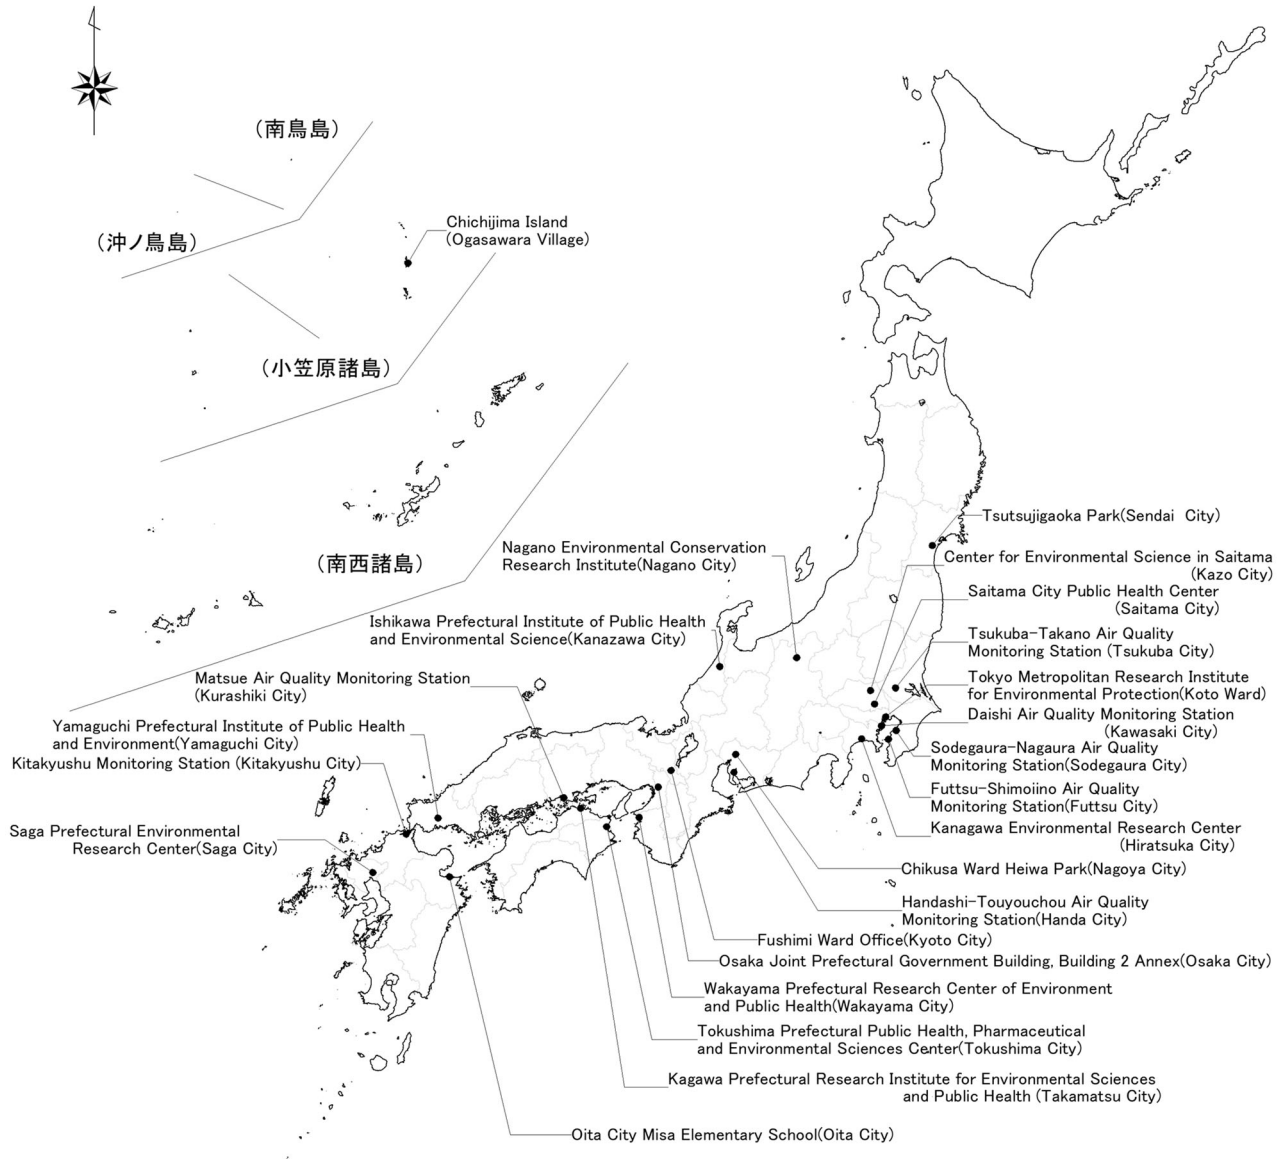 （南鳥島）
Chichijima Island
(Ogasawara Village)
（沖ノ鳥島）
（小笠原諸島）
（南西諸島）
Tsutsujigaoka Park(Sendai City)
Nagano Environmental Conservation
Research Institute(Nagano City)
Center for Environmental Science in Saitama
(Kazo City)
Saitama City Public Health Center
(Saitama City)
Ishikawa Prefectural Institute of Public Health
and Environmental Science(Kanazawa City)
Tsukuba-Takano Air Quality
Monitoring Station (Tsukuba City)
Matsue Air Quality Monitoring Station
(Kurashiki City)
Tokyo Metropolitan Research Institute
for Environmental Protection(Koto Ward)
Yamaguchi Prefectural Institute of Public Health
and Environment(Yamaguchi City)
Daishi Air Quality Monitoring Station
(Kawasaki City)
Kitakyushu Monitoring Station (Kitakyushu City)
Sodegaura-Nagaura Air Quality
Monitoring Station(Sodegaura City)
Futtsu-Shimoiino Air Quality
Monitoring Station(Futtsu City)
Saga Prefectural Environmental
Research Center(Saga City)
Kanagawa Environmental Research Center
(Hiratsuka City)
Chikusa Ward Heiwa Park(Nagoya City)
Handashi-Touyouchou Air Quality
Monitoring Station(Handa City)
Fushimi Ward Office(Kyoto City)
Osaka Joint Prefectural Government Building, Building 2 Annex(Osaka City)
Wakayama Prefectural Research Center of Environment
and Public Health(Wakayama City)
Tokushima Prefectural Public Health, Pharmaceutical
and Environmental Sciences Center(Tokushima City)
Kagawa Prefectural Research Institute for Environmental Sciences
and Public Health (Takamatsu City)
Oita City Misa Elementary School(Oita City)